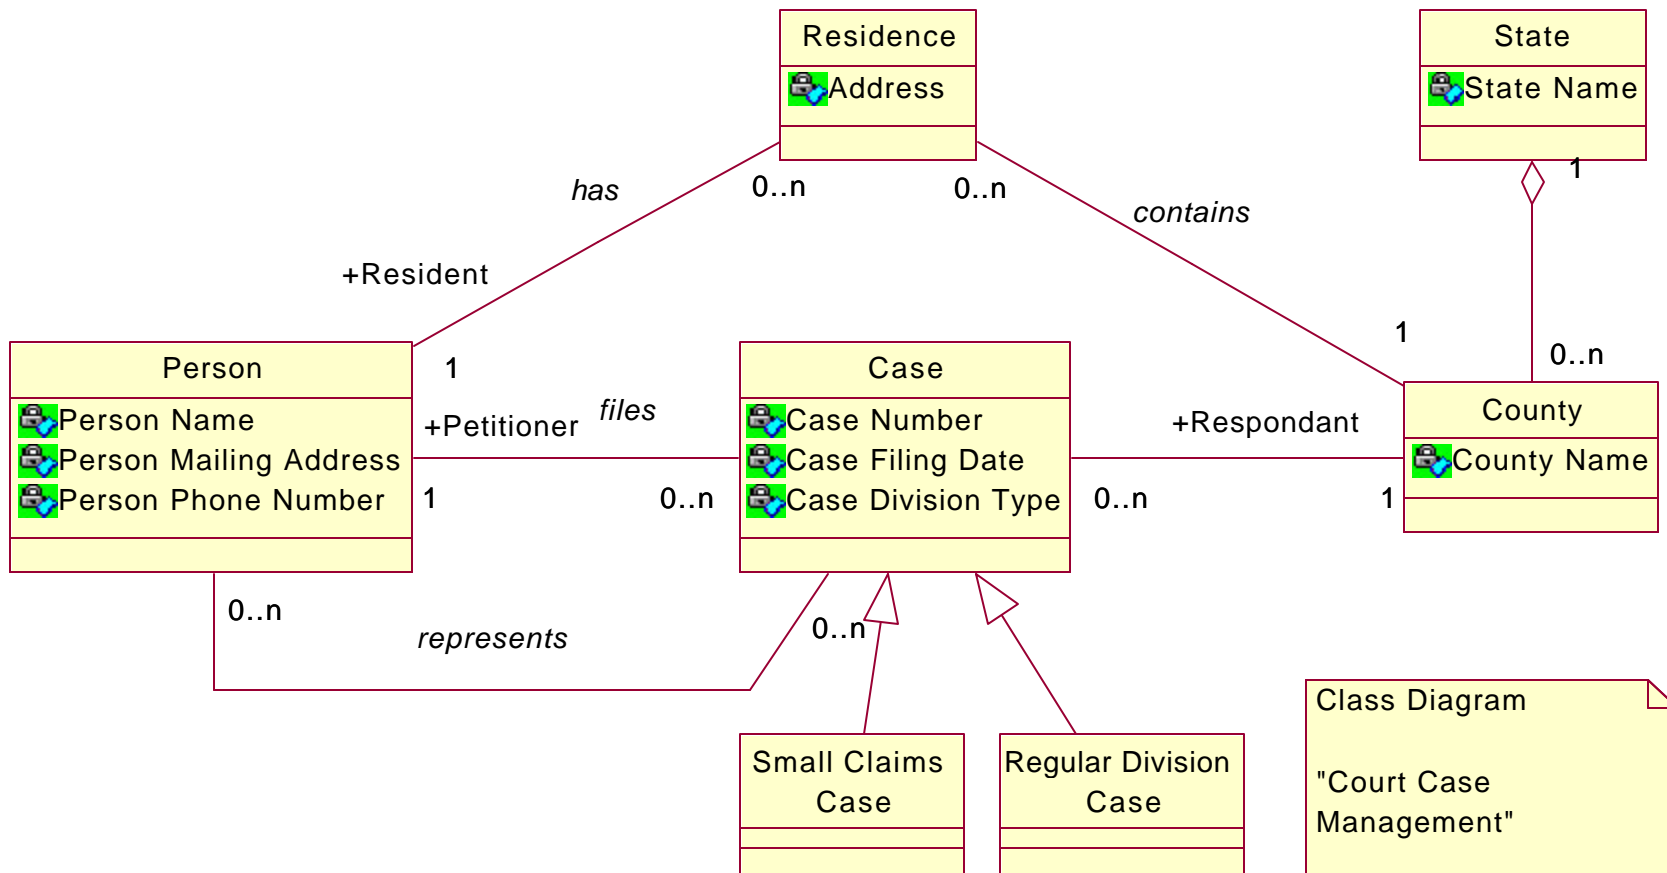 Residence
Address
State
State Name
1
has
0..n
0..n
contains
+Resident
1
0..n
Person
Person Name
Person Mailing Address
Person Phone Number
1
+Petitioner
files
1
0..n
Case
Case Number
Case Filing Date
Case Division Type
+Respondant
0..n
1
County
County Name
0..n
represents
0..n
Small Claims
Case
Regular Division
Case
Class Diagram
"Court Case
Management"